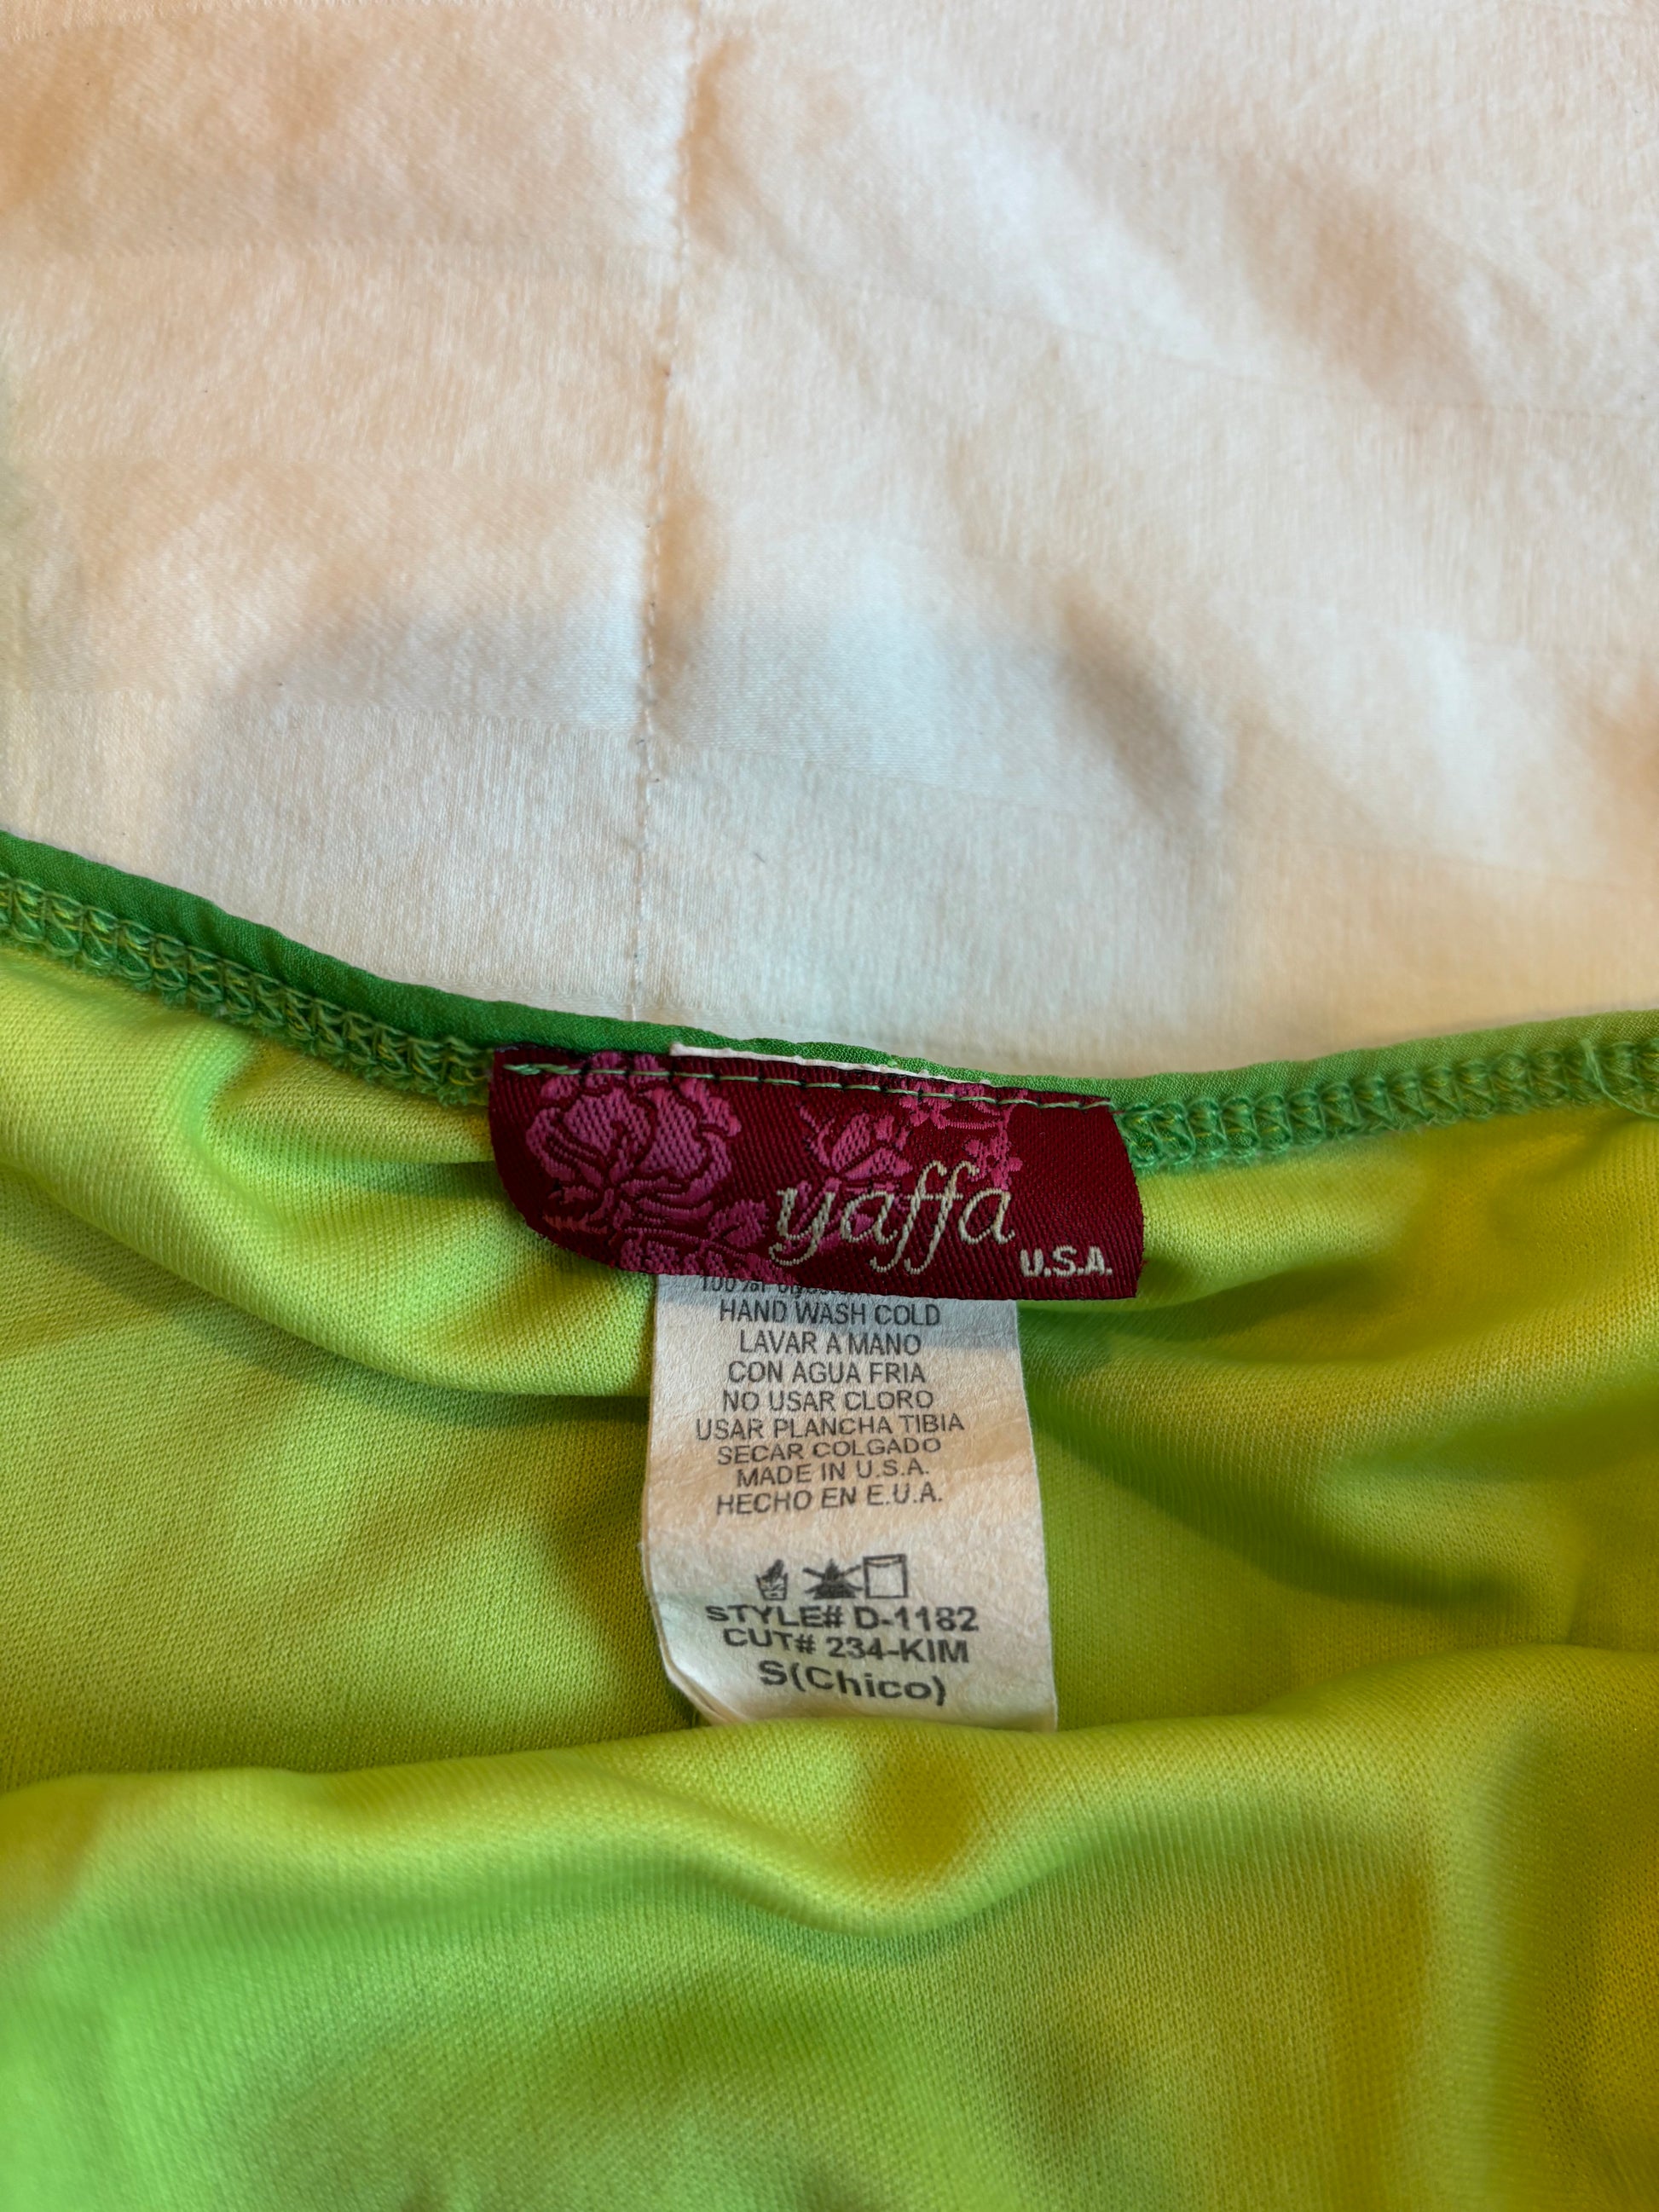 yaffa
U.S.A.
HAND WASH COLD
LAVAR A MANO
CON AGUA FRIA
NO USAR CLORO
USAR PLANCHA TIBIA
SECAR COLGADO
MADE IN U.S.A.
HECHO EN E.U.A.
STYLE# D-1182
CUT# 234-KIM
S(Chico)